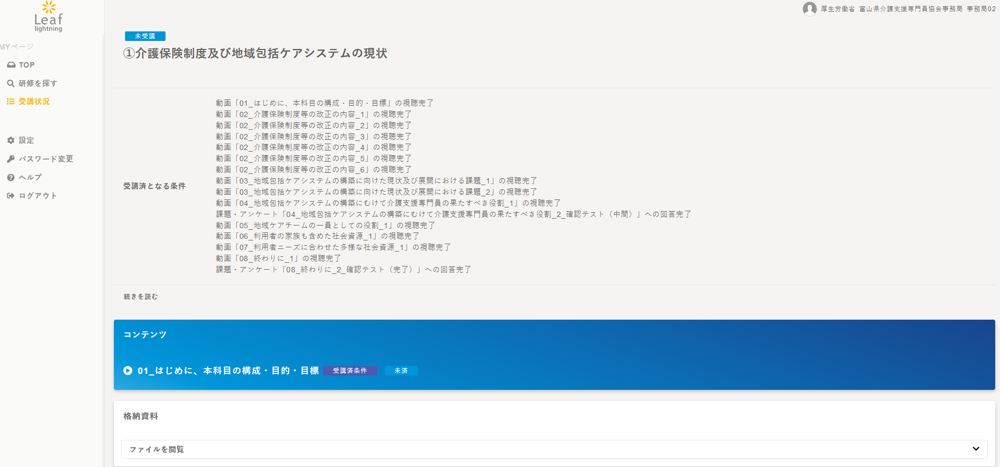 Leaf
lightning
厚生労働省 富山県介護支援専門員協会事務局 事務局02
MYページ
TOP
研修を探す
受講状況
設定
パスワード変更
ヘルプ
ログアウト
未受講
①介護保険制度及び地域包括ケアシステムの現状
受講済となる条件
動画「01_はじめに、本科目の構成・目的・目標」の視聴完了
動画「02_介護保険制度等の改正の内容_1」の視聴完了
動画「02_介護保険制度等の改正の内容_2」の視聴完了
動画「02_介護保険制度等の改正の内容_3」の視聴完了
動画「02_介護保険制度等の改正の内容_4」の視聴完了
動画「02_介護保険制度等の改正の内容_5」の視聴完了
動画「02_介護保険制度等の改正の内容_6」の視聴完了
動画「03_地域包括ケアシステムの構築に向けた現状及び展開における課題_1」の視聴完了
動画「03_地域包括ケアシステムの構築に向けた現状及び展開における課題_2」の視聴完了
動画「04_地域包括ケアシステムの構築にむけて介護支援専門員の果たすべき役割_1」の視聴完了
課題・アンケート「04_地域包括ケアシステムの構築にむけて介護支援専門員の果たすべき役割_2_確認テスト（中間）」への回答完了
動画「05_地域ケアチームの一員としての役割_1」の視聴完了
動画「06_利用者の家族も含めた社会資源_1」の視聴完了
動画「07_利用者ニーズに合わせた多様な社会資源_1」の視聴完了
動画「08_終わりに_1」の視聴完了
課題・アンケート「08_終わりに_2_確認テスト（完了）」への回答完了
続きを読む
コンテンツ
01_はじめに、本科目の構成・目的・目標 受講済条件 未済
格納資料
ファイルを閲覧